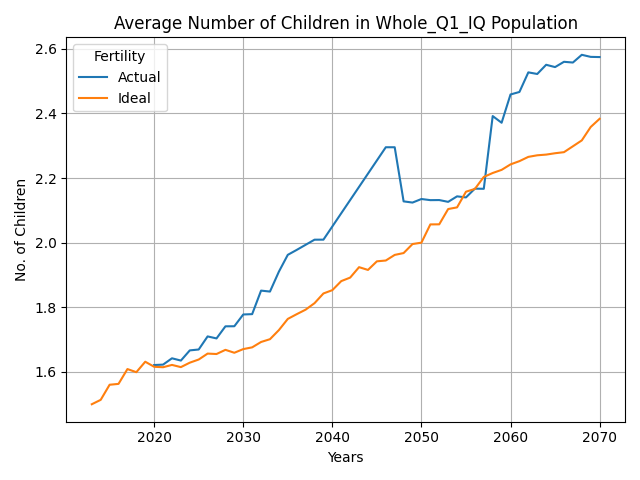 Average Number of Children in Whole_Q1_IQ Population
Fertility
Actual
Ideal
No. of Children
2.6
2.4
2.2
2.0
1.8
1.6
2020
2030
2040
2050
2060
2070
Years